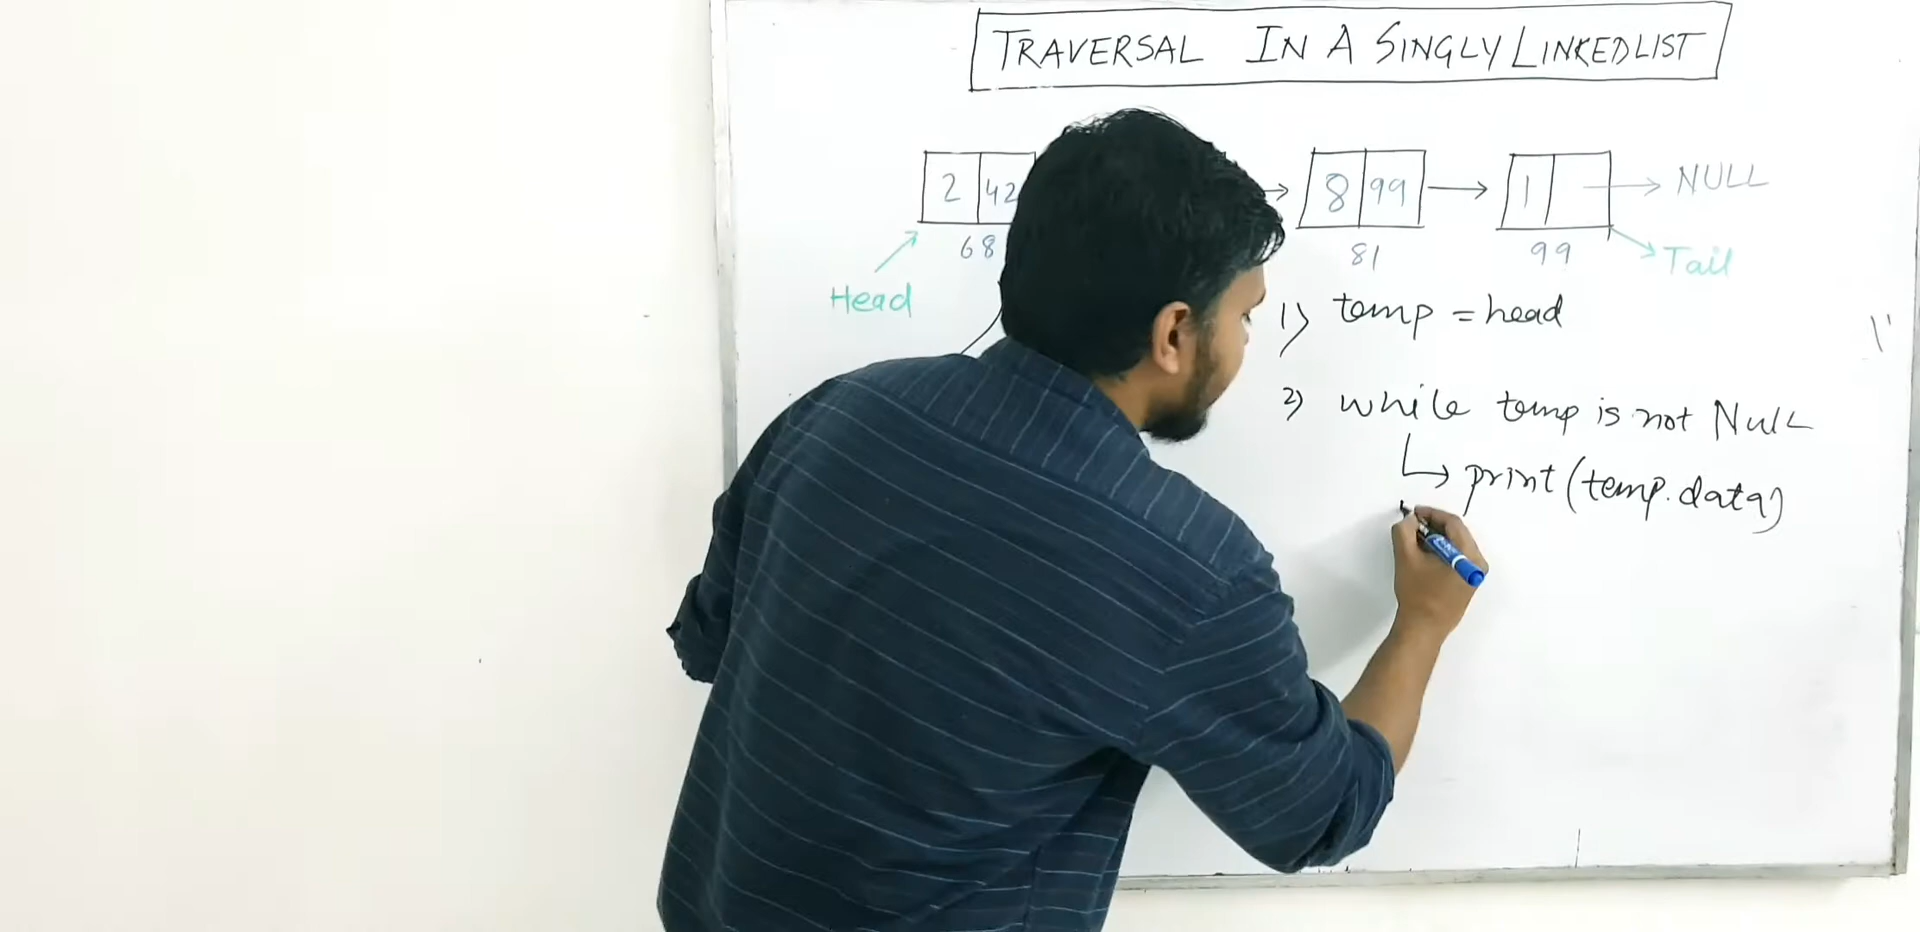 TRAVERSAL IN A SINGLY LINKEDLIST
2 42 8 99 1 NULL
68 81 99 Tail
Head
1) temp = head
2) while temp is not NULL
print (temp.data)